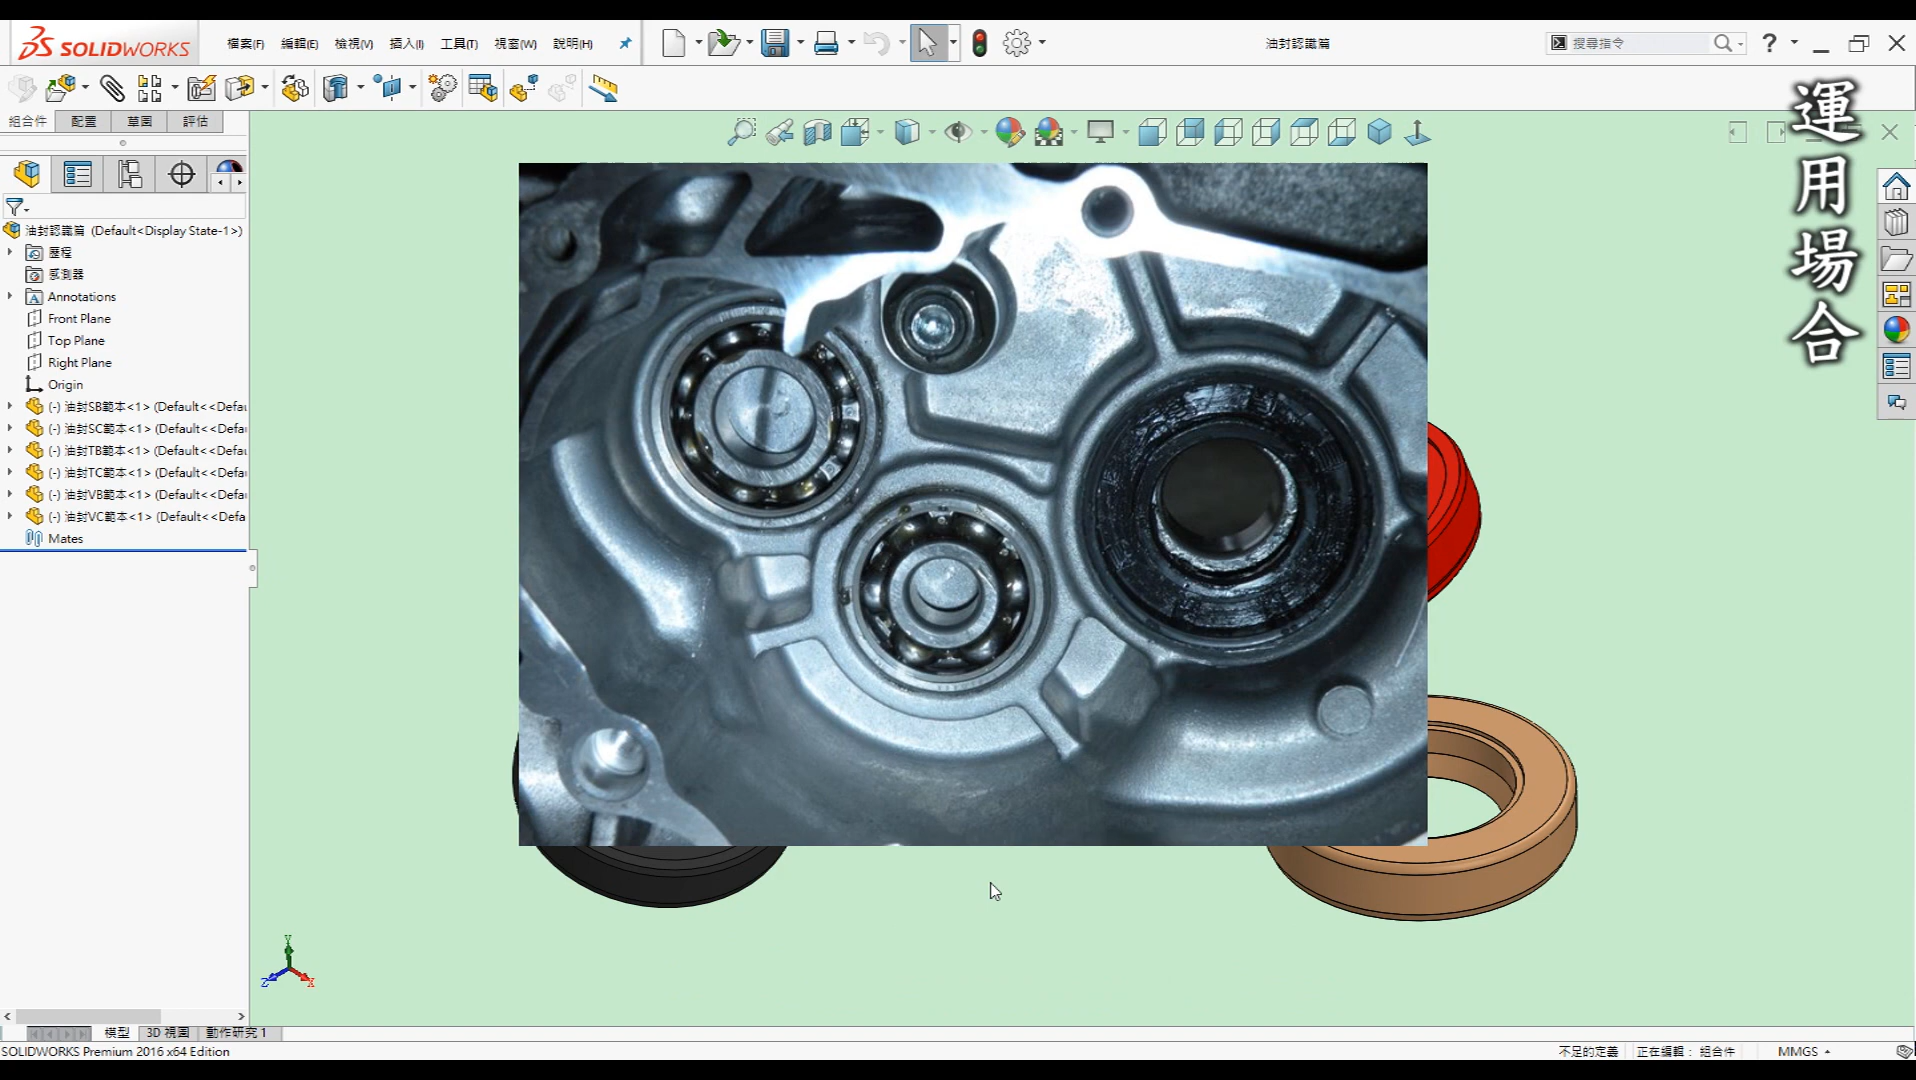 SOLIDWORKS
檔案(F) 編輯(E) 檢視(V) 插入(I) 工具(T) 視窗(W) 說明(H)
油封認識篇
搜尋指令
組合件 配置 草圖 評估
油封認識篇 (Default<Display State-1>)
歷程
感測器
Annotations
Front Plane
Top Plane
Right Plane
Origin
(-) 油封SB範本<1> (Default<<Defau
(-) 油封SC範本<1> (Default<<Defau
(-) 油封TB範本<1> (Default<<Defau
(-) 油封TC範本<1> (Default<<Defau
(-) 油封VB範本<1> (Default<<Defau
(-) 油封VC範本<1> (Default<<Defa
Mates
運用場合
Y
Z
X
模型 3D 視圖 動作研究 1
SOLIDWORKS Premium 2016 x64 Edition
不足的定義 正在編輯： 組合件 MMGS